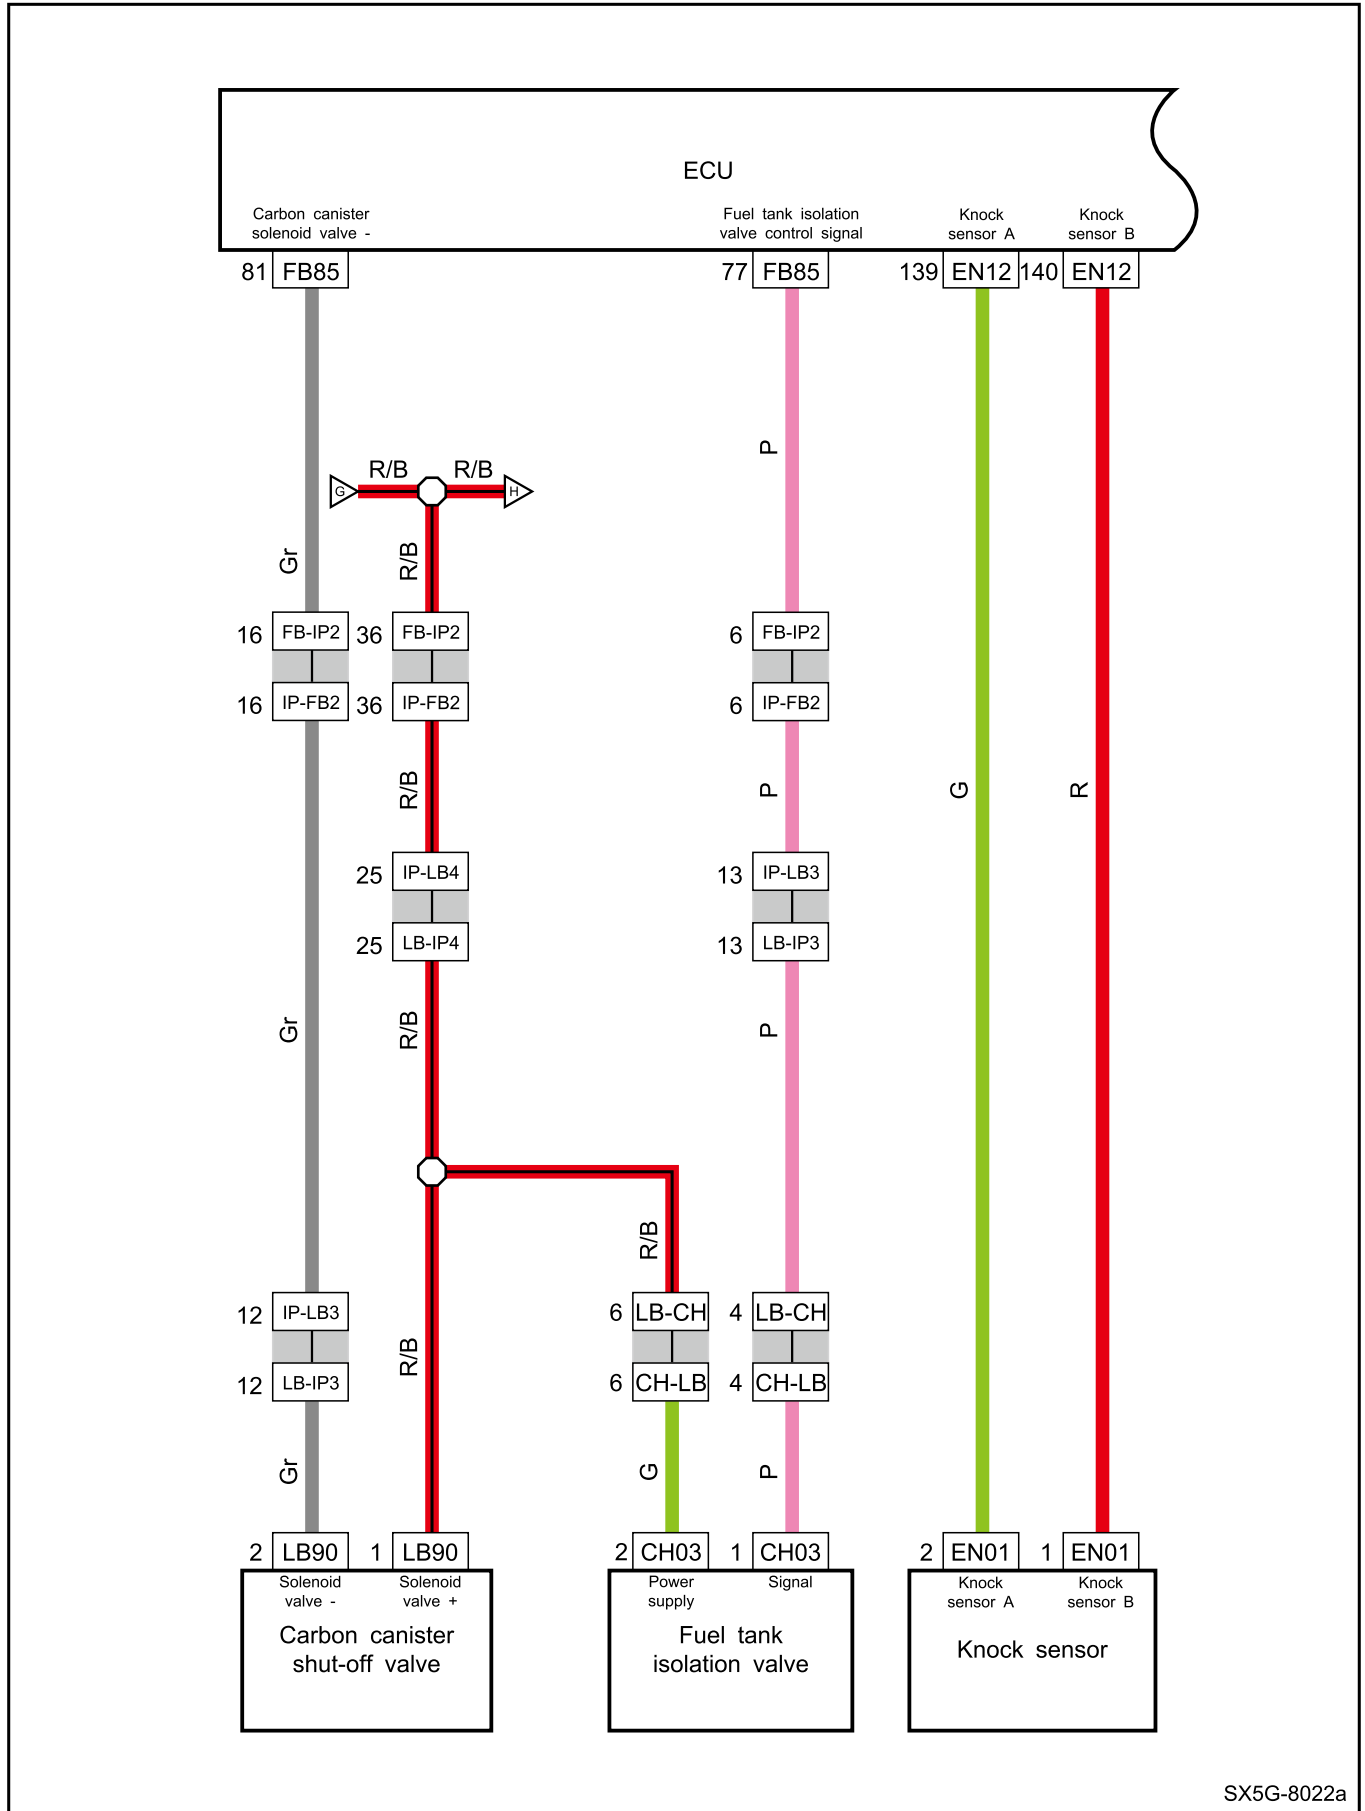 ECU
Carbon canister
solenoid valve -
Fuel tank isolation
valve control signal
Knock
sensor A
Knock
sensor B
81 FB85
77 FB85
139 EN12
140 EN12
P
R/B R/B
G H
Gr
R/B
16 FB-IP2
36 FB-IP2
6 FB-IP2
16 IP-FB2
36 IP-FB2
6 IP-FB2
R/B
P
G
R
25 IP-LB4
13 IP-LB3
25 LB-IP4
13 LB-IP3
Gr
R/B
P
R/B
12 IP-LB3
6 LB-CH
4 LB-CH
R/B
12 LB-IP3
6 CH-LB
4 CH-LB
Gr
G
P
2 LB90
1 LB90
2 CH03
1 CH03
2 EN01
1 EN01
Solenoid
valve -
Solenoid
valve +
Power
supply
Signal
Knock
sensor A
Knock
sensor B
Carbon canister
shut-off valve
Fuel tank
isolation valve
Knock sensor
SX5G-8022a